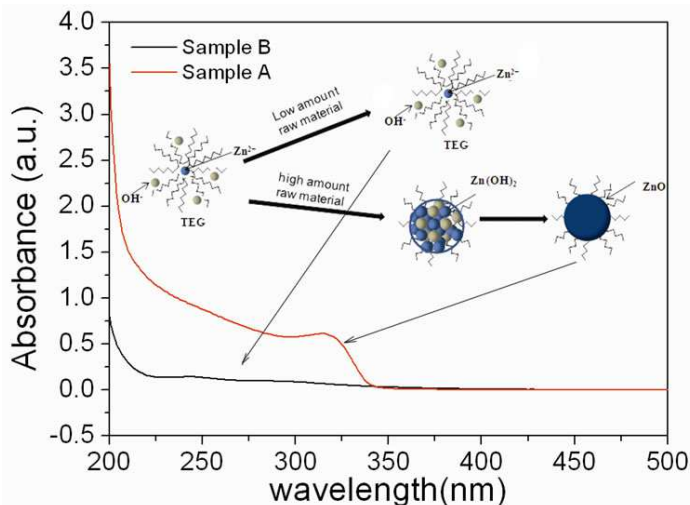 Sample B
Sample A
Low amount
raw material
Zn²⁻
OH⁻
TEG
Zn²⁻
OH⁻
TEG
high amount
raw material
Zn(OH)₂
ZnO
Absorbance (a.u.)
4.0
3.5
3.0
2.5
2.0
1.5
1.0
0.5
0.0
-0.5
200 250 300 350 400 450 500
wavelength(nm)